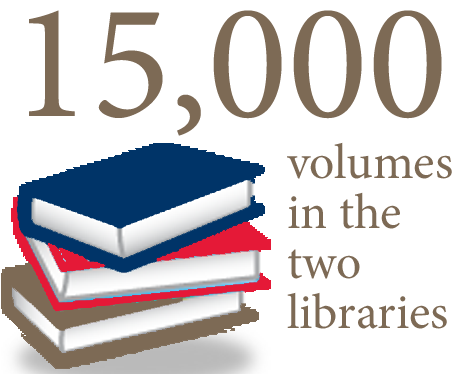 15,000
volumes
in the
two
libraries